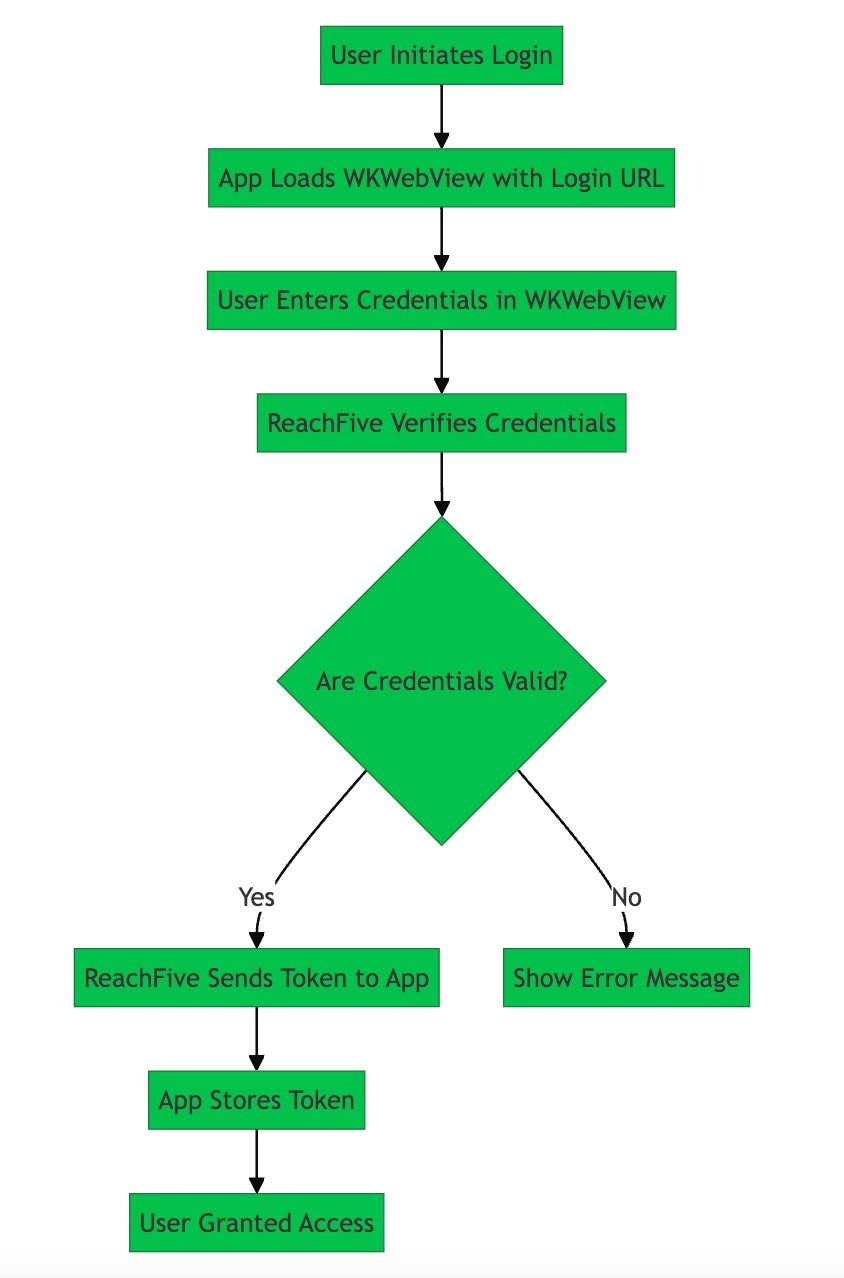 User Initiates Login
App Loads WKWebView with Login URL
User Enters Credentials in WKWebView
ReachFive Verifies Credentials
Are Credentials Valid?
Yes
No
ReachFive Sends Token to App
Show Error Message
App Stores Token
User Granted Access